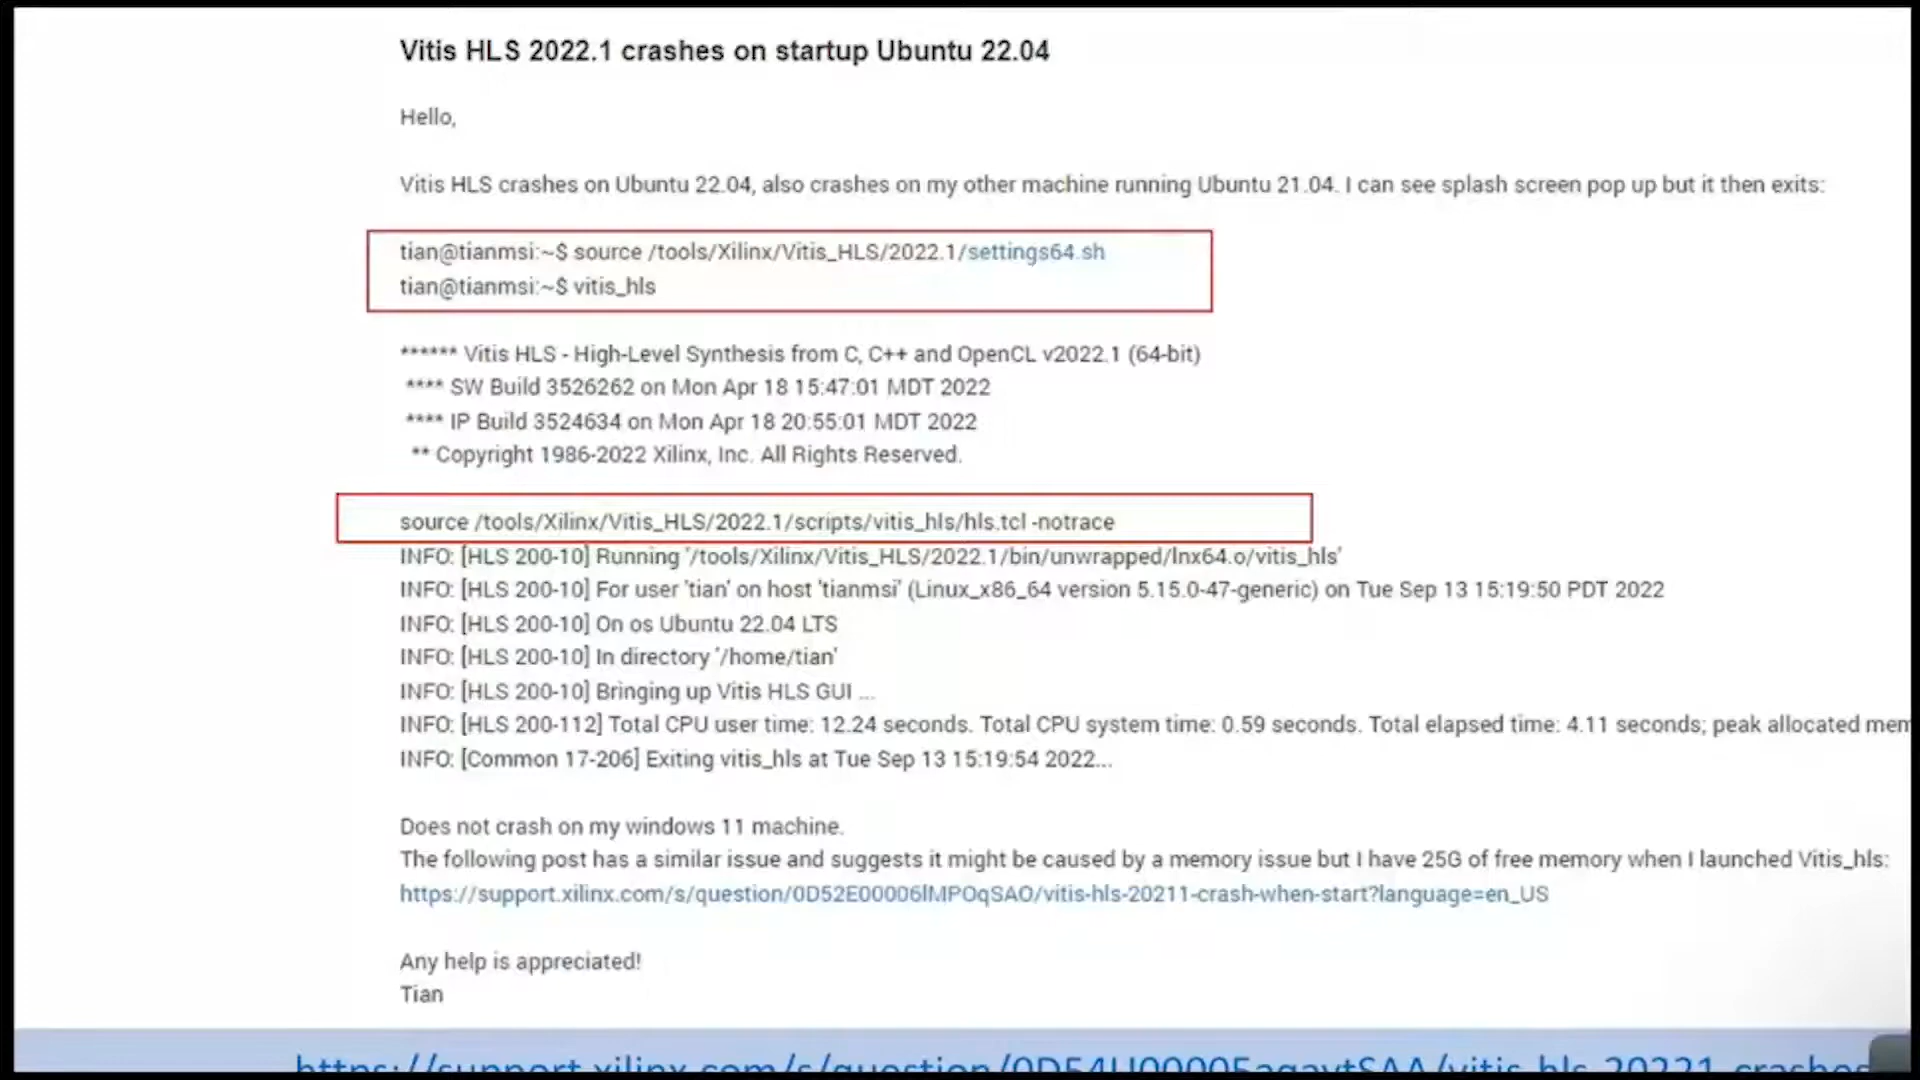 Vitis HLS 2022.1 crashes on startup Ubuntu 22.04
Hello,
Vitis HLS crashes on Ubuntu 22.04, also crashes on my other machine running Ubuntu 21.04. I can see splash screen pop up but it then exits:
tian@tianmsi:~$ source /tools/Xilinx/Vitis_HLS/2022.1/settings64.sh
tian@tianmsi:~$ vitis_hls
****** Vitis HLS - High-Level Synthesis from C, C++ and OpenCL v2022.1 (64-bit)
**** SW Build 3526262 on Mon Apr 18 15:47:01 MDT 2022
**** IP Build 3524634 on Mon Apr 18 20:55:01 MDT 2022
** Copyright 1986-2022 Xilinx, Inc. All Rights Reserved.
source /tools/Xilinx/Vitis_HLS/2022.1/scripts/vitis_hls/hls.tcl -notrace
INFO: [HLS 200-10] Running '/tools/Xilinx/Vitis_HLS/2022.1/bin/unwrapped/lnx64.o/vitis_hls'
INFO: [HLS 200-10] For user 'tian' on host 'tianmsi' (Linux_x86_64 version 5.15.0-47-generic) on Tue Sep 13 15:19:50 PDT 2022
INFO: [HLS 200-10] On os Ubuntu 22.04 LTS
INFO: [HLS 200-10] In directory '/home/tian'
INFO: [HLS 200-10] Bringing up Vitis HLS GUI ...
INFO: [HLS 200-112] Total CPU user time: 12.24 seconds. Total CPU system time: 0.59 seconds. Total elapsed time: 4.11 seconds; peak allocated mem
INFO: [Common 17-206] Exiting vitis_hls at Tue Sep 13 15:19:54 2022...
Does not crash on my windows 11 machine.
The following post has a similar issue and suggests it might be caused by a memory issue but I have 25G of free memory when I launched Vitis_hls:
https://support.xilinx.com/s/question/0D52E00006lMPOqSAO/vitis-hls-20211-crash-when-start?language=en_US
Any help is appreciated!
Tian